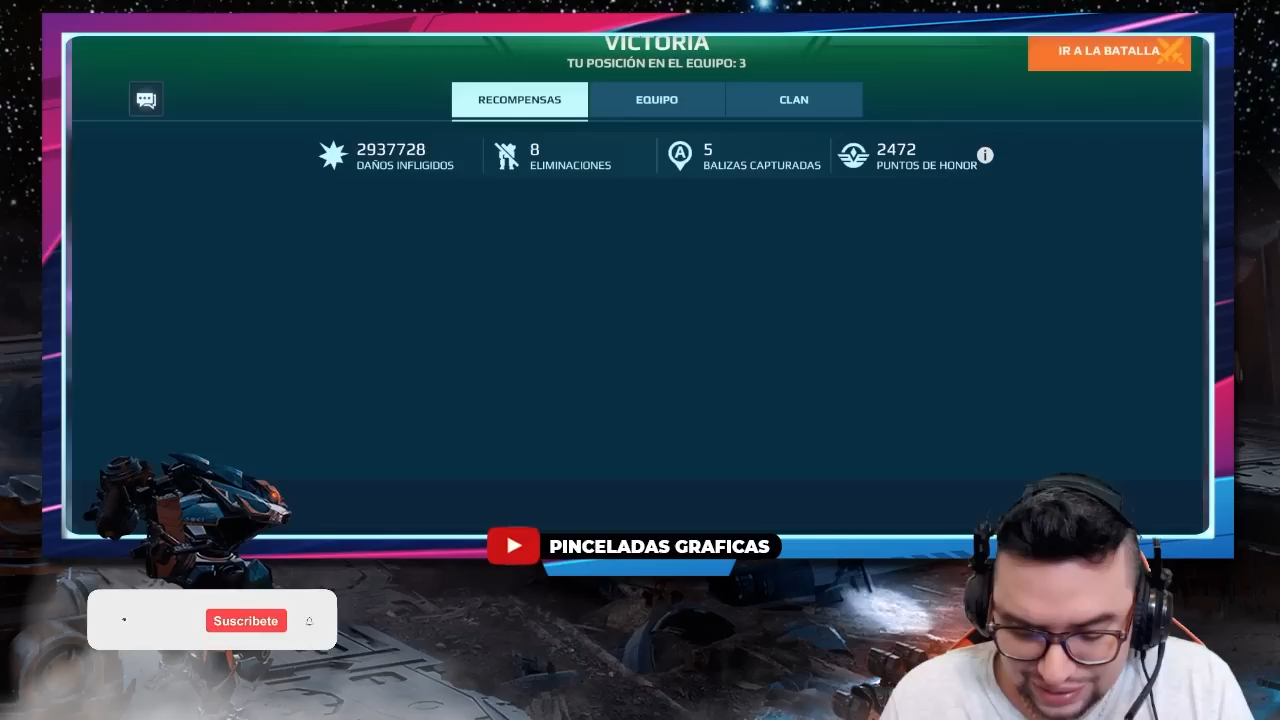 VICTORIA
TU POSICIÓN EN EL EQUIPO: 3
IR A LA BATALLA
RECOMPENSAS
EQUIPO
CLAN
2937728
DAÑOS INFLIGIDOS
8
ELIMINACIONES
A
5
BALIZAS CAPTURADAS
2472
PUNTOS DE HONOR
i
PINCELADAS GRAFICAS
Suscribete